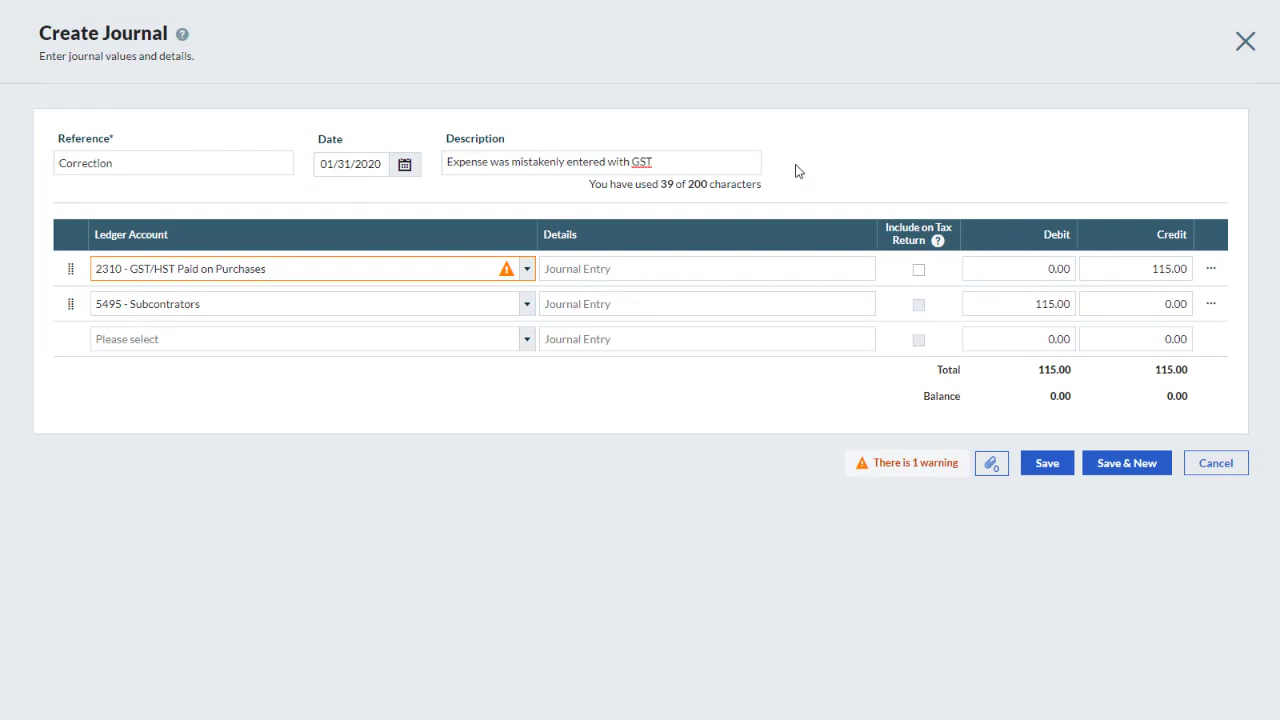 Create Journal ?
Enter journal values and details.
Reference*
Date
Description
Correction
01/31/2020
Expense was mistakenly entered with GST
You have used 39 of 200 characters
Ledger Account
Details
Include on Tax
Return ?
Debit
Credit
2310 - GST/HST Paid on Purchases
Journal Entry
0.00
115.00
5495 - Subcontrators
Journal Entry
115.00
0.00
Please select
Journal Entry
0.00
0.00
Total
115.00
115.00
Balance
0.00
0.00
There is 1 warning
0
Save
Save & New
Cancel